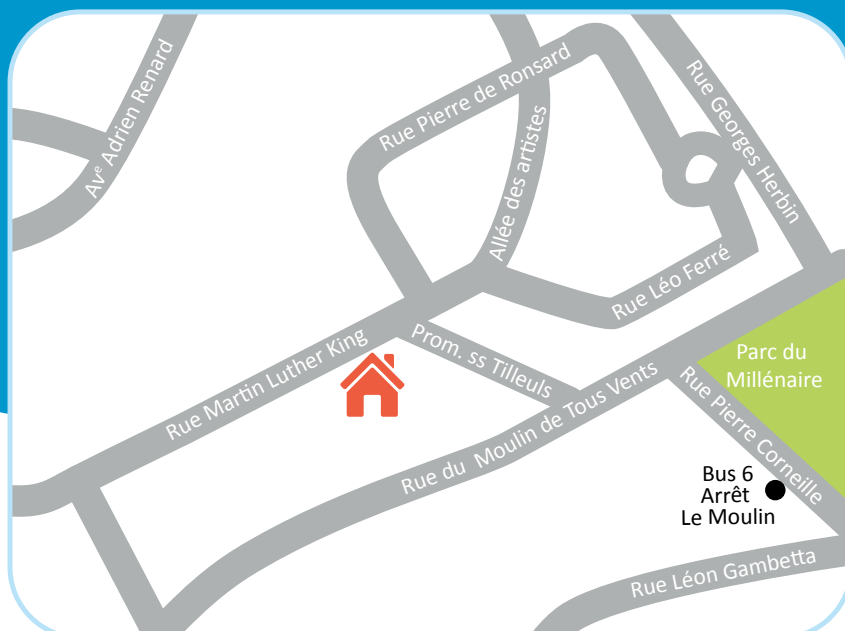 Avᵉ Adrien Renard
Rue Pierre de Ronsard
Allée des artistes
Rue Georges Herbin
Rue Léo Ferré
Rue Martin Luther King
Prom. ss Tilleuls
Rue du Moulin de Tous Vents
Parc du
Millénaire
Rue Pierre Corneille
Bus 6
Arrêt
Le Moulin
Rue Léon Gambetta